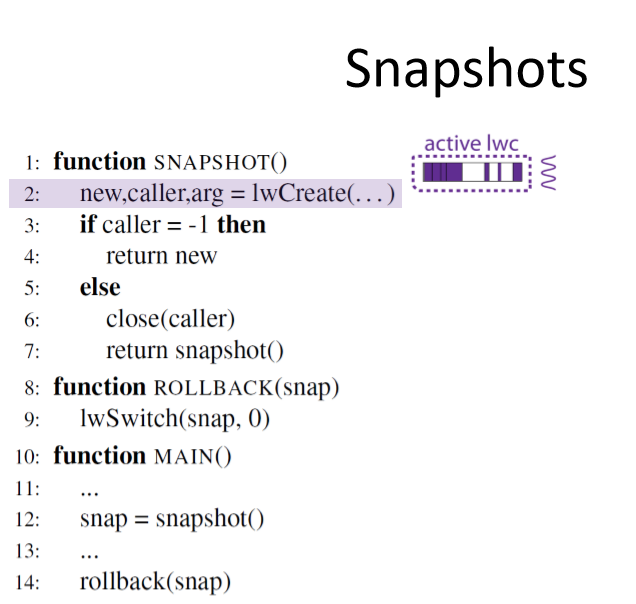 Snapshots
active lwc
1: function SNAPSHOT()
2: new,caller,arg = lwCreate(...)
3: if caller = -1 then
4: return new
5: else
6: close(caller)
7: return snapshot()
8: function ROLLBACK(snap)
9: lwSwitch(snap, 0)
10: function MAIN()
11: ...
12: snap = snapshot()
13: ...
14: rollback(snap)